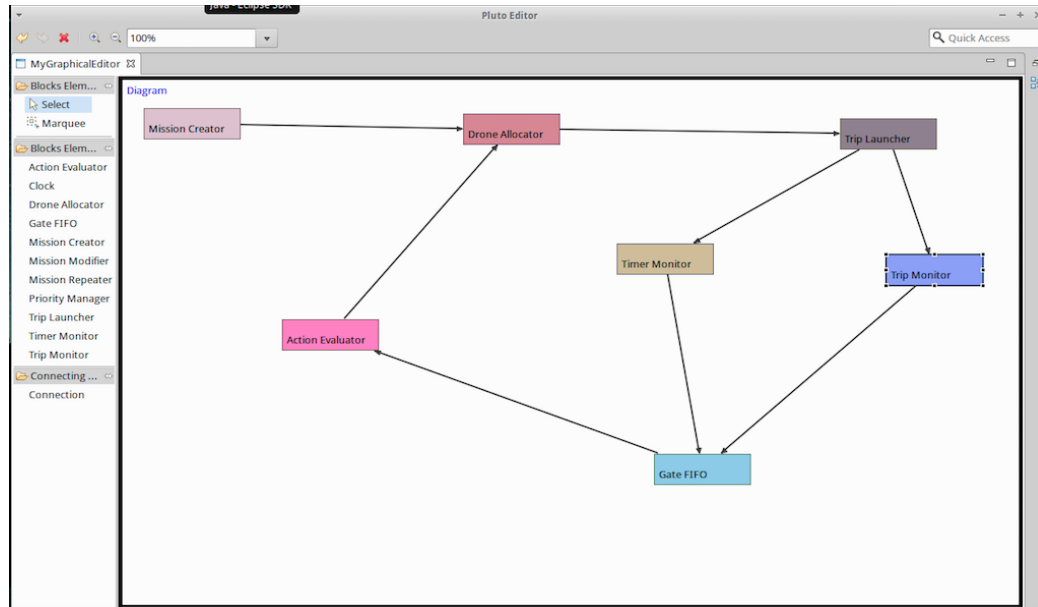 Java - Eclipse SDK
Pluto Editor
100%
Quick Access
MyGraphicalEditor
Blocks Elem...
Select
Marquee
Blocks Elem...
Action Evaluator
Clock
Drone Allocator
Gate FIFO
Mission Creator
Mission Modifier
Mission Repeater
Priority Manager
Trip Launcher
Timer Monitor
Trip Monitor
Connecting ...
Connection
Diagram
Mission Creator
Drone Allocator
Trip Launcher
Timer Monitor
Trip Monitor
Action Evaluator
Gate FIFO